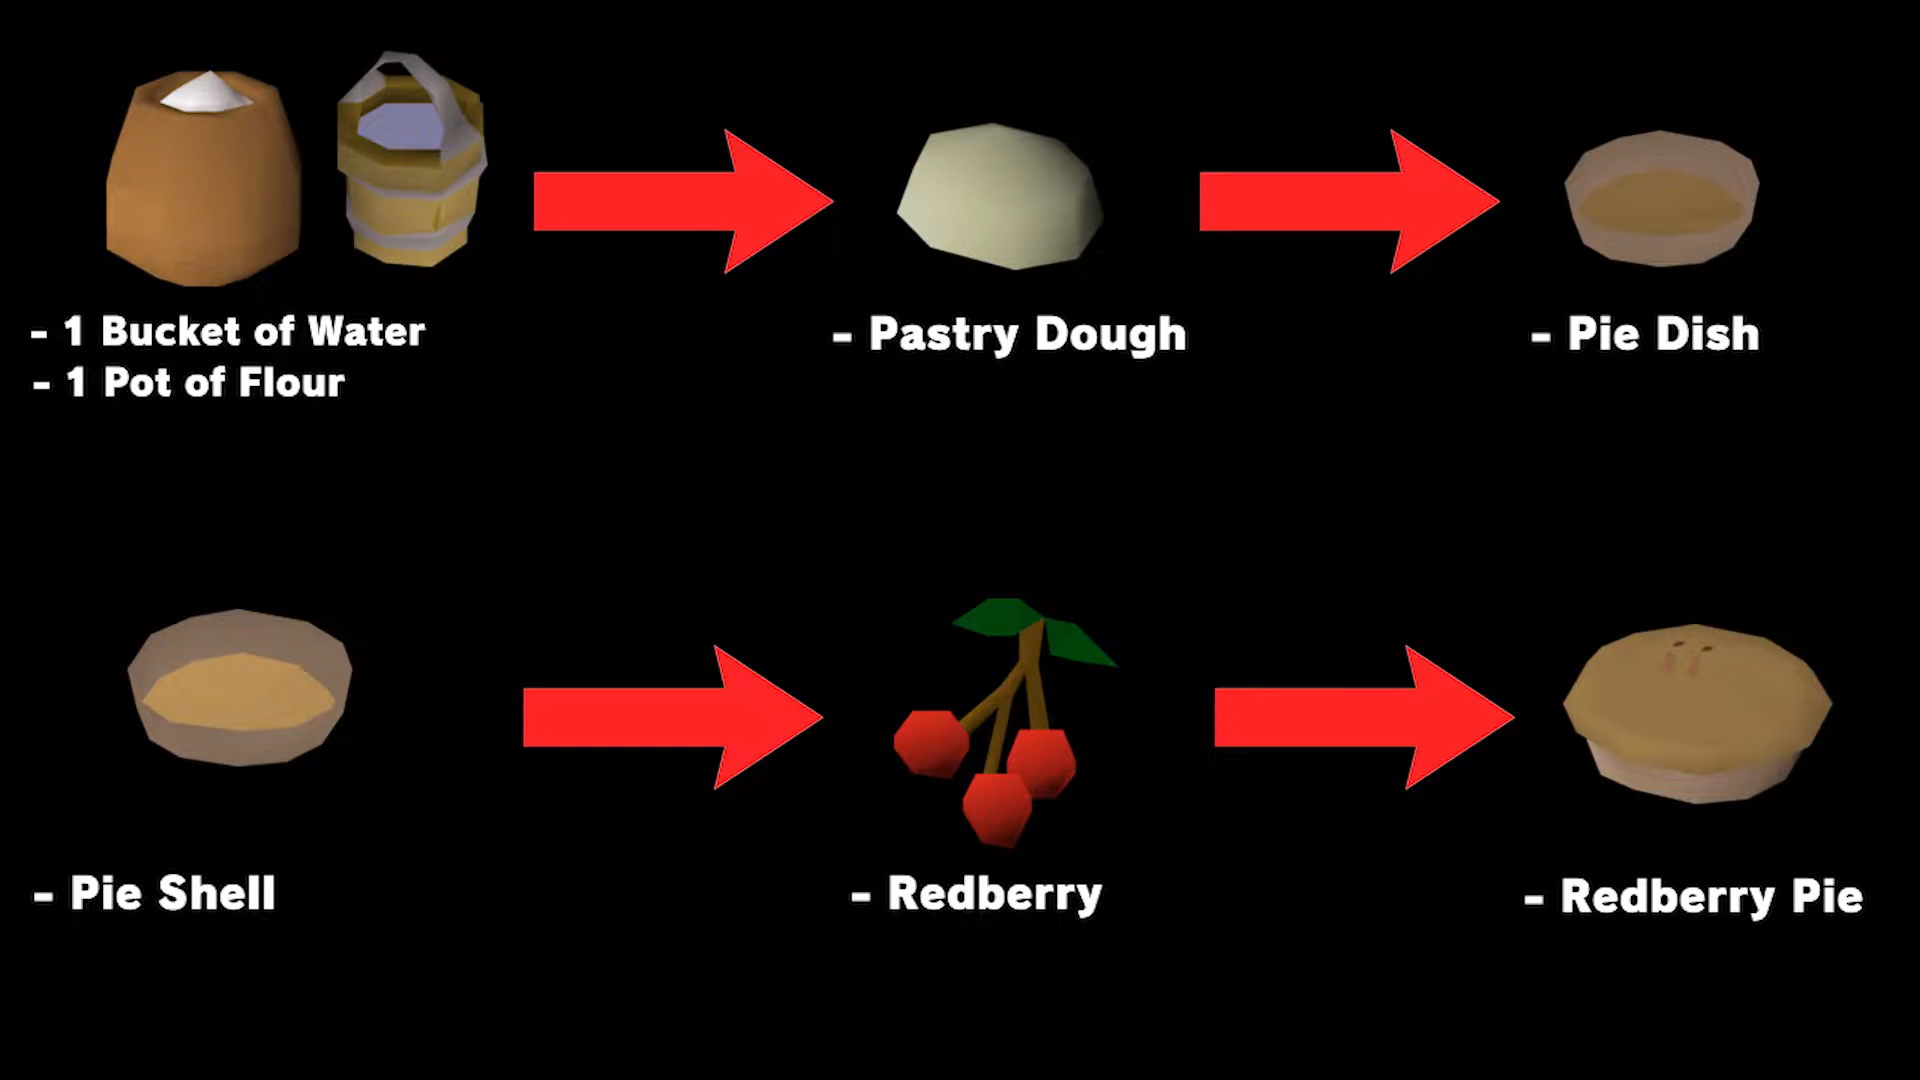 - 1 Bucket of Water
- 1 Pot of Flour
- Pastry Dough
- Pie Dish
- Pie Shell
- Redberry
- Redberry Pie